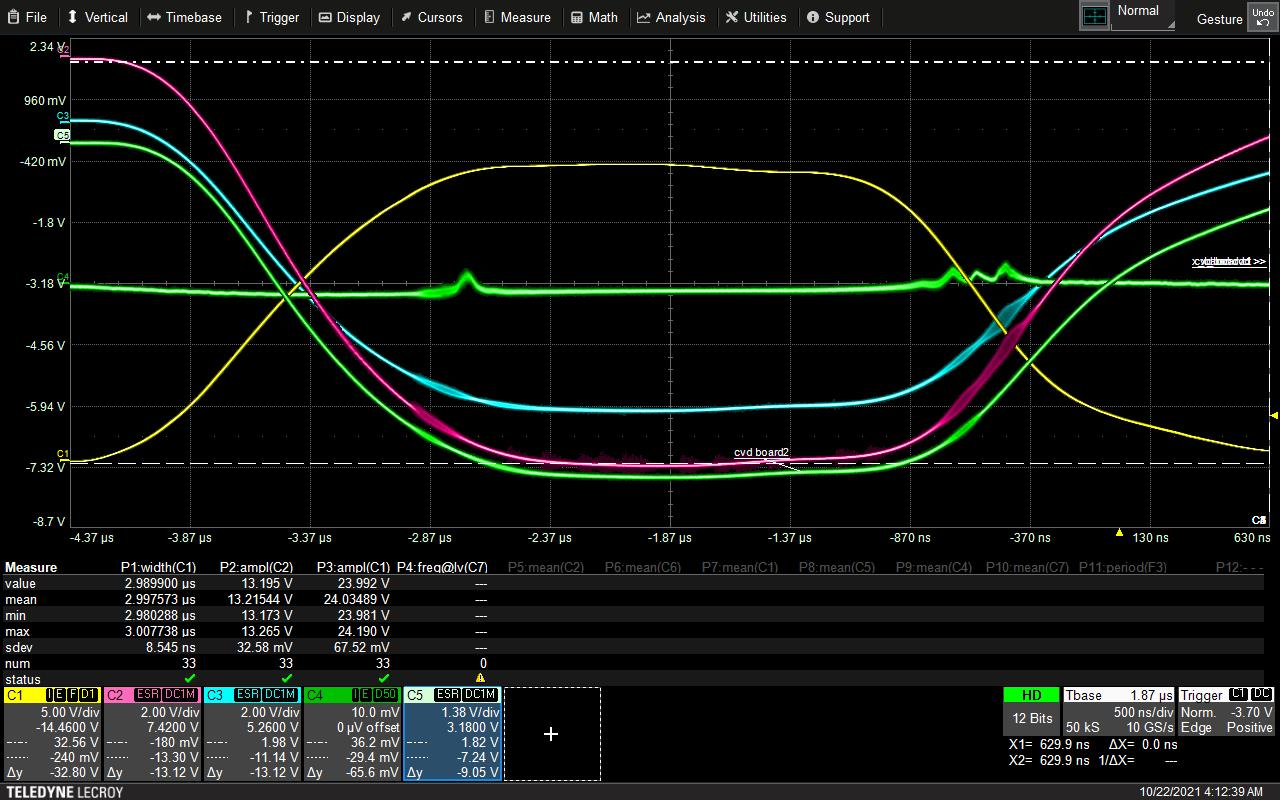 File Vertical Timebase Trigger Display Cursors Measure Math Analysis Utilities Support Normal Gesture Undo
2.34 V
C2
960 mV
C3
C5
-420 mV
-1.8 V
C4
-3.18 V
-4.56 V
-5.94 V
C1
-7.32 V
cvd board2
-8.7 V
-4.37 µs -3.87 µs -3.37 µs -2.87 µs -2.37 µs -1.87 µs -1.37 µs -870 ns -370 ns 130 ns 630 ns
Measure P1:width(C1) P2:ampl(C2) P3:ampl(C1) P4:freq@lv(C7) P5:mean(C2) P6:mean(C6) P7:mean(C1) P8:mean(C5) P9:mean(C4) P10:mean(C7) P11:period(F3) P12:- - -
value 2.989900 µs 13.195 V 23.992 V ---
mean 2.997573 µs 13.21544 V 24.03489 V ---
min 2.980288 µs 13.173 V 23.981 V ---
max 3.007738 µs 13.265 V 24.190 V ---
sdev 8.545 ns 32.58 mV 67.52 mV ---
num 33 33 33 0
status
C1 I E F D1 C2 ESR DC1M C3 ESR DC1M C4 I E D50 C5 ESR DC1M HD Tbase 1.87 µs Trigger C1 DC
5.00 V/div 2.00 V/div 2.00 V/div 10.0 mV 1.38 V/div 12 Bits 500 ns/div Norm. -3.70 V
-14.4600 V 7.4200 V 5.2600 V 0 µV offset 3.1800 V 50 kS 10 GS/s Edge Positive
32.56 V -180 mV 1.98 V 36.2 mV 1.82 V X1= 629.9 ns ΔX= 0.0 ns
-240 mV -13.30 V -11.14 V -29.4 mV -7.24 V X2= 629.9 ns 1/ΔX= ---
Δy -32.80 V Δy -13.12 V Δy -13.12 V Δy -65.6 mV Δy -9.05 V
+
TELEDYNE LECROY 10/22/2021 4:12:39 AM